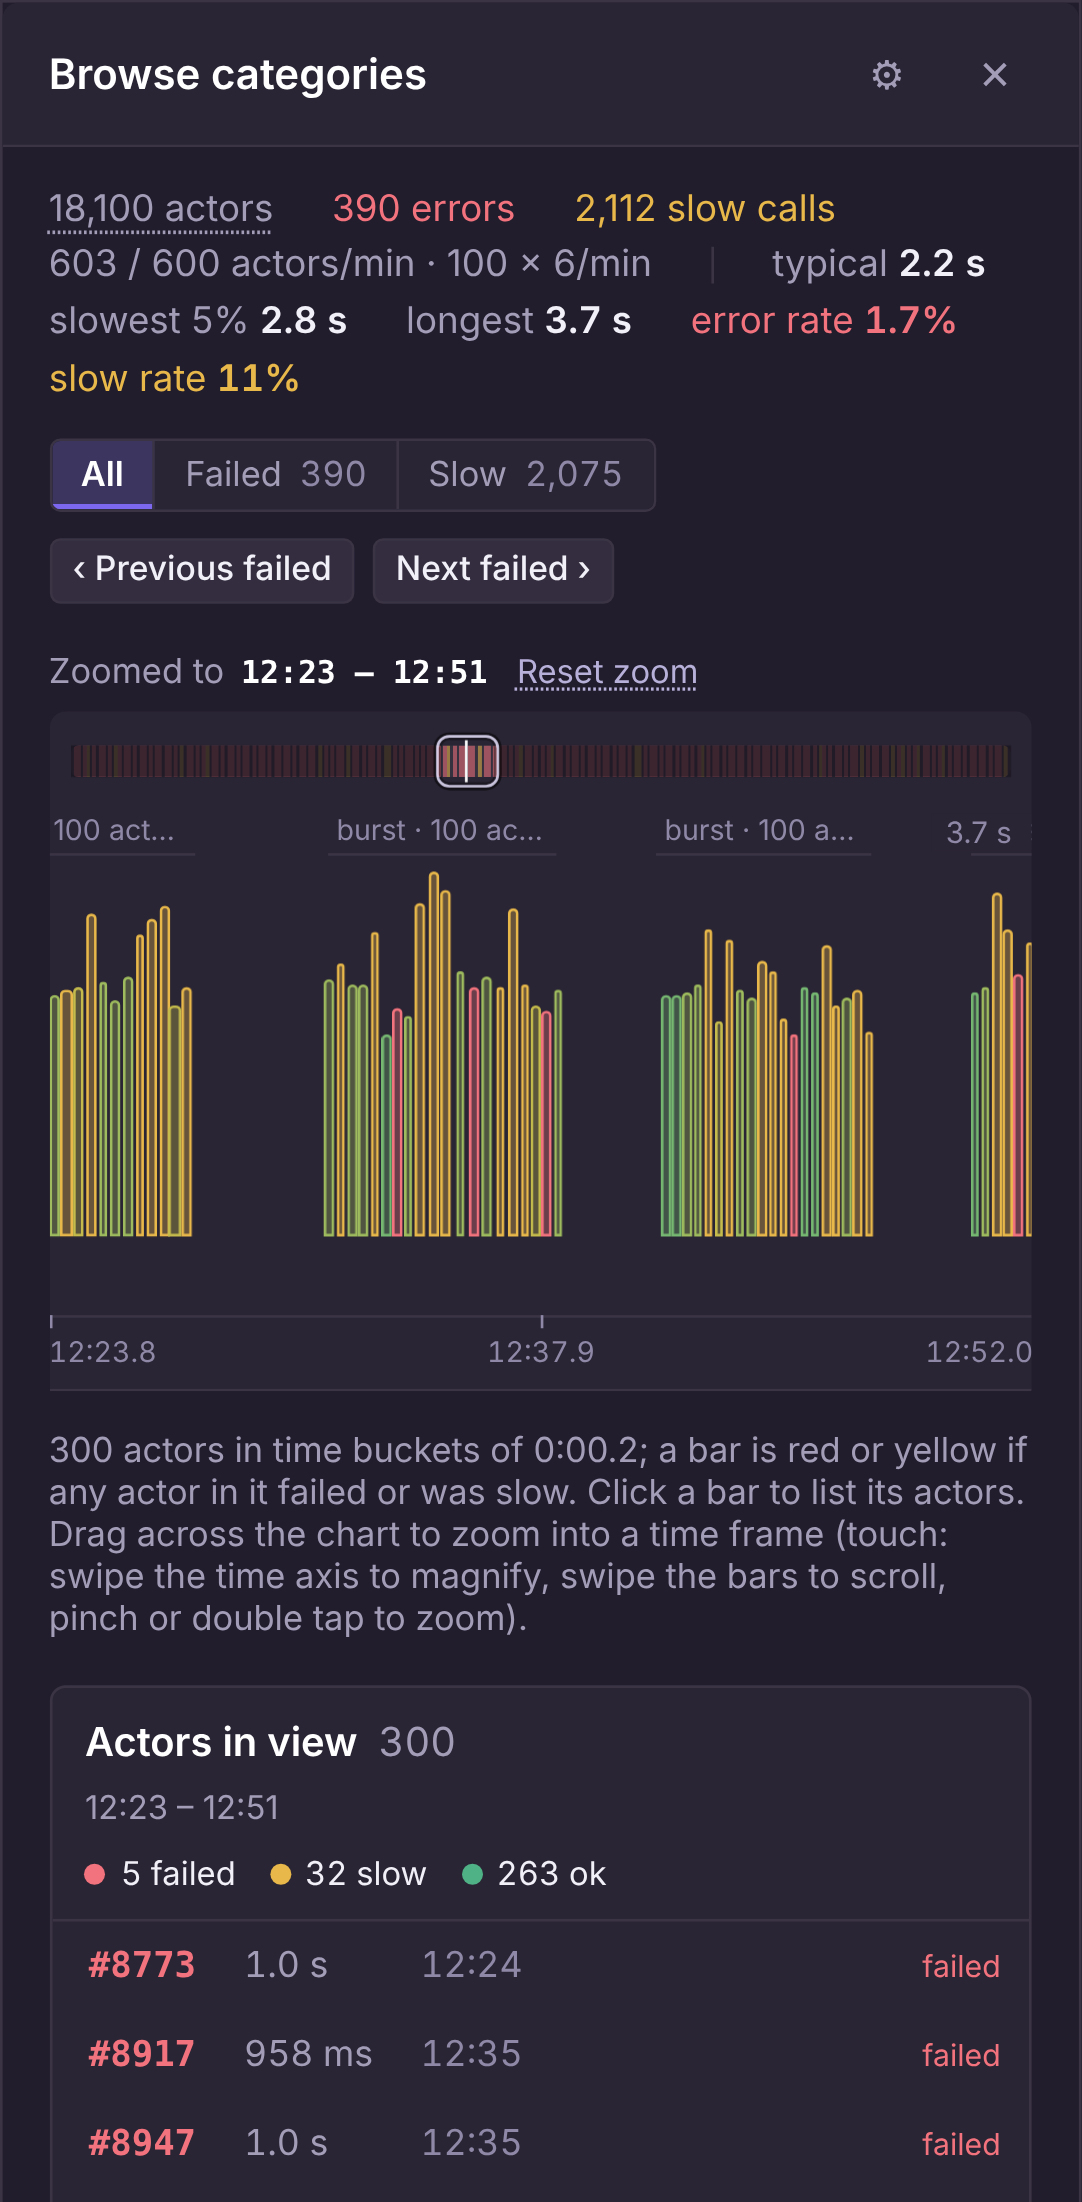 Browse categories
18,100 actors 390 errors 2,112 slow calls
603 / 600 actors/min · 100 × 6/min typical 2.2 s
slowest 5% 2.8 s longest 3.7 s error rate 1.7%
slow rate 11%
All Failed 390 Slow 2,075
‹ Previous failed Next failed ›
Zoomed to 12:23 – 12:51 Reset zoom
100 act... burst · 100 ac... burst · 100 a... 3.7 s
12:23.8 12:37.9 12:52.0
300 actors in time buckets of 0:00.2; a bar is red or yellow if
any actor in it failed or was slow. Click a bar to list its actors.
Drag across the chart to zoom into a time frame (touch:
swipe the time axis to magnify, swipe the bars to scroll,
pinch or double tap to zoom).
Actors in view 300
12:23 – 12:51
5 failed 32 slow 263 ok
#8773 1.0 s 12:24 failed
#8917 958 ms 12:35 failed
#8947 1.0 s 12:35 failed